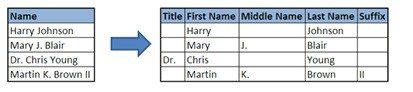 Name
Harry Johnson
Mary J. Blair
Dr. Chris Young
Martin K. Brown II
Title First Name Middle Name Last Name Suffix
Harry Johnson
Mary J. Blair
Dr. Chris Young
Martin K. Brown II